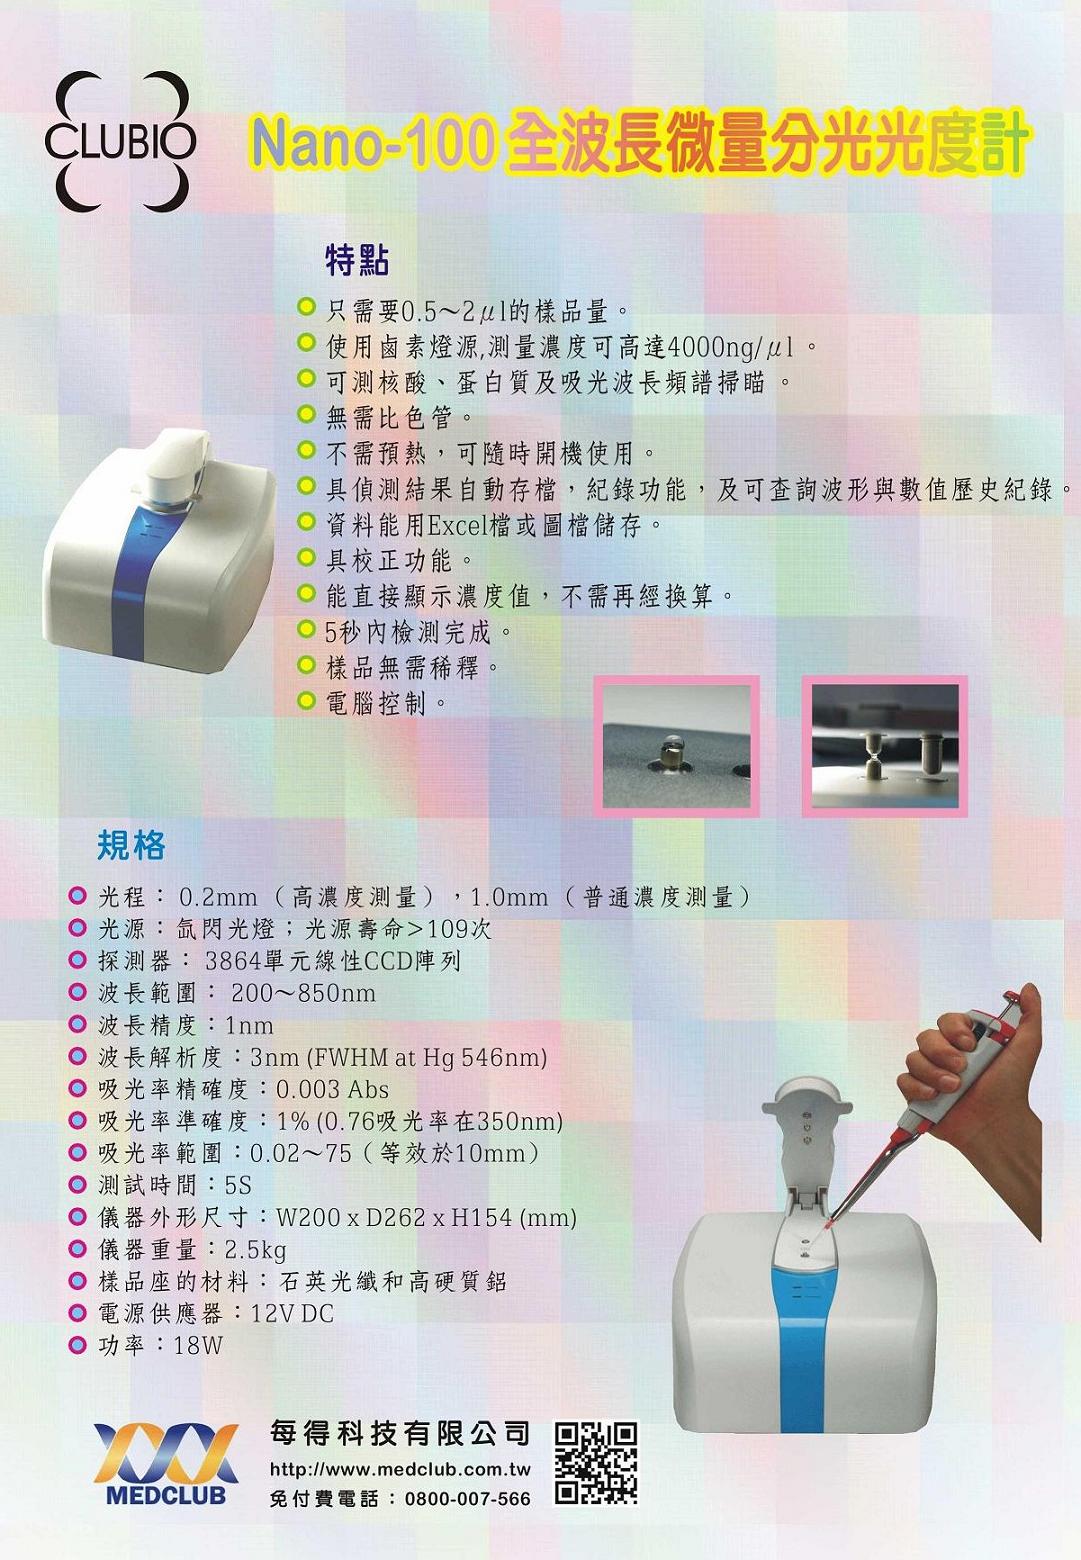 CLUBIO
Nano-100全波長微量分光光度計
特點
只需要0.5～2μl的樣品量。
使用鹵素燈源,測量濃度可高達4000ng/μl。
可測核酸、蛋白質及吸光波長頻譜掃瞄。
無需比色管。
不需預熱，可隨時開機使用。
具偵測結果自動存檔，紀錄功能，及可查詢波形與數值歷史紀錄。
資料能用Excel檔或圖檔儲存。
具校正功能。
能直接顯示濃度值，不需再經換算。
5秒內檢測完成。
樣品無需稀釋。
電腦控制。
規格
光程： 0.2mm （高濃度測量），1.0mm （普通濃度測量）
光源：氙閃光燈；光源壽命>109次
探測器： 3864單元線性CCD陣列
波長範圍： 200～850nm
波長精度：1nm
波長解析度：3nm (FWHM at Hg 546nm)
吸光率精確度：0.003 Abs
吸光率準確度：1% (0.76吸光率在350nm)
吸光率範圍：0.02～75（等效於10mm）
測試時間：5S
儀器外形尺寸：W200 x D262 x H154 (mm)
儀器重量：2.5kg
樣品座的材料：石英光纖和高硬質鋁
電源供應器：12V DC
功率：18W
每得科技有限公司
http://www.medclub.com.tw
MEDCLUB
免付費電話：0800-007-566